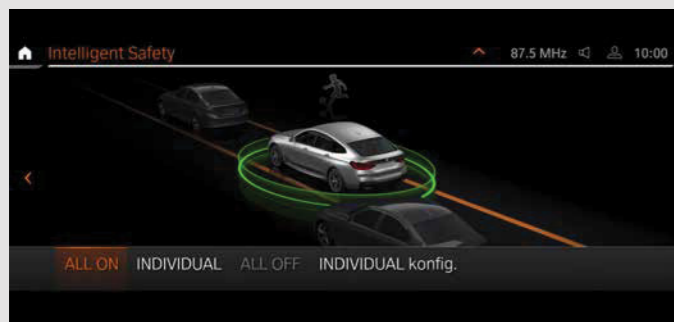 Intelligent Safety
87.5 MHz
10:00
ALL ON INDIVIDUAL ALL OFF INDIVIDUAL konfig.